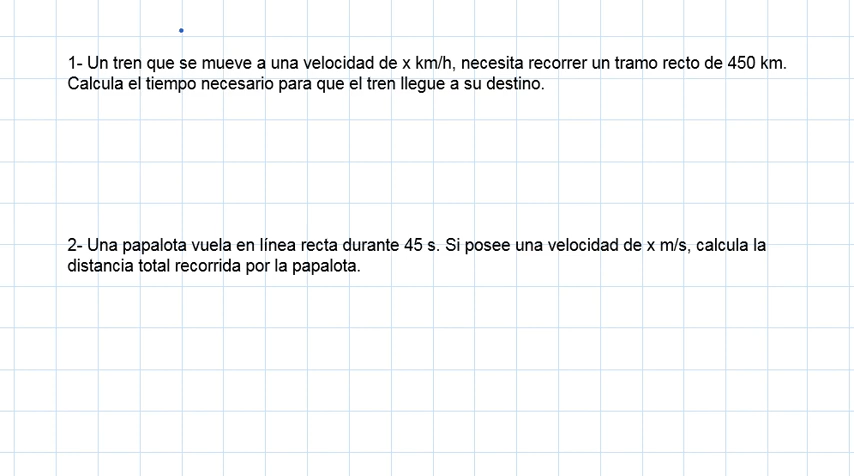 1- Un tren que se mueve a una velocidad de x km/h, necesita recorrer un tramo recto de 450 km.
Calcula el tiempo necesario para que el tren llegue a su destino.
2- Una papalota vuela en línea recta durante 45 s. Si posee una velocidad de x m/s, calcula la
distancia total recorrida por la papalota.